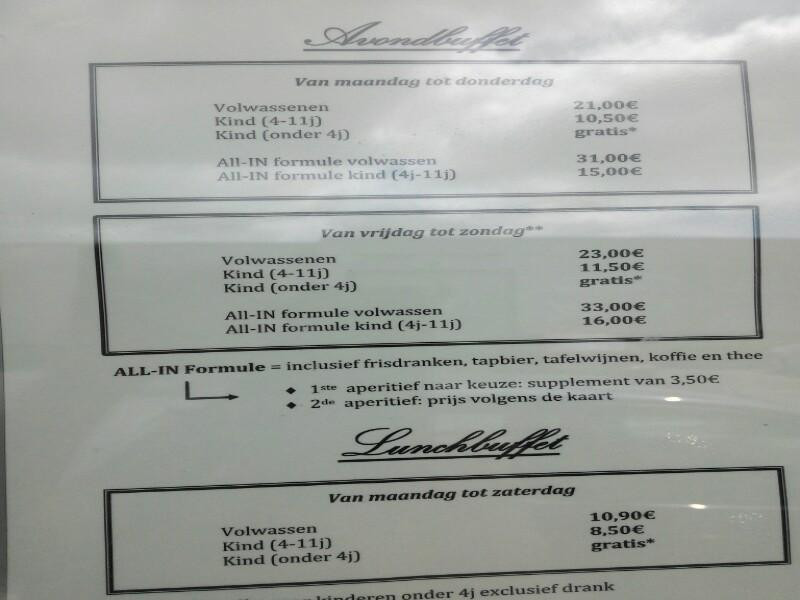 Avondbuffet
Van maandag tot donderdag
Volwassenen 21,00€
Kind (4-11j) 10,50€
Kind (onder 4j) gratis*
All-IN formule volwassen 31,00€
All-IN formule kind (4j-11j) 15,00€
Van vrijdag tot zondag**
Volwassenen 23,00€
Kind (4-11j) 11,50€
Kind (onder 4j) gratis*
All-IN formule volwassen 33,00€
All-IN formule kind (4j-11j) 16,00€
ALL-IN Formule = inclusief frisdranken, tapbier, tafelwijnen, koffie en thee
◆ 1ste aperitief naar keuze: supplement van 3,50€
◆ 2de aperitief: prijs volgens de kaart
Lunchbuffet
Van maandag tot zaterdag
Volwassen 10,90€
Kind (4-11j) 8,50€
Kind (onder 4j) gratis*
kinderen onder 4j exclusief drank